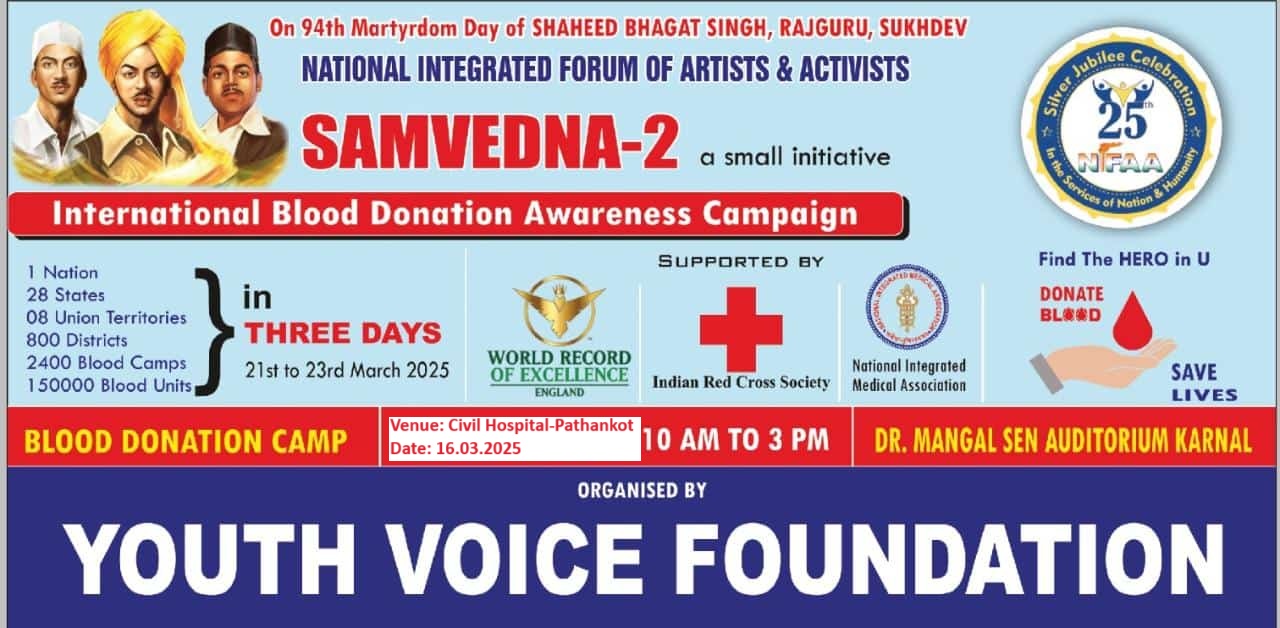 On 94th Martyrdom Day of SHAHEED BHAGAT SINGH, RAJGURU, SUKHDEV
NATIONAL INTEGRATED FORUM OF ARTISTS & ACTIVISTS
SAMVEDNA-2 a small initiative
Silver Jubilee Celebration
25th
NIFAA
In the Services of Nation & Humanity
International Blood Donation Awareness Campaign
1 Nation
28 States
08 Union Territories
800 Districts
2400 Blood Camps
150000 Blood Units
in
THREE DAYS
21st to 23rd March 2025
SUPPORTED BY
WORLD RECORD
OF EXCELLENCE
ENGLAND
Indian Red Cross Society
NATIONAL INTEGRATED MEDICAL ASSOCIATION
National Integrated
Medical Association
Find The HERO in U
DONATE
BLOOD
SAVE
LIVES
BLOOD DONATION CAMP
Venue: Civil Hospital-Pathankot
Date: 16.03.2025
10 AM TO 3 PM
DR. MANGAL SEN AUDITORIUM KARNAL
ORGANISED BY
YOUTH VOICE FOUNDATION